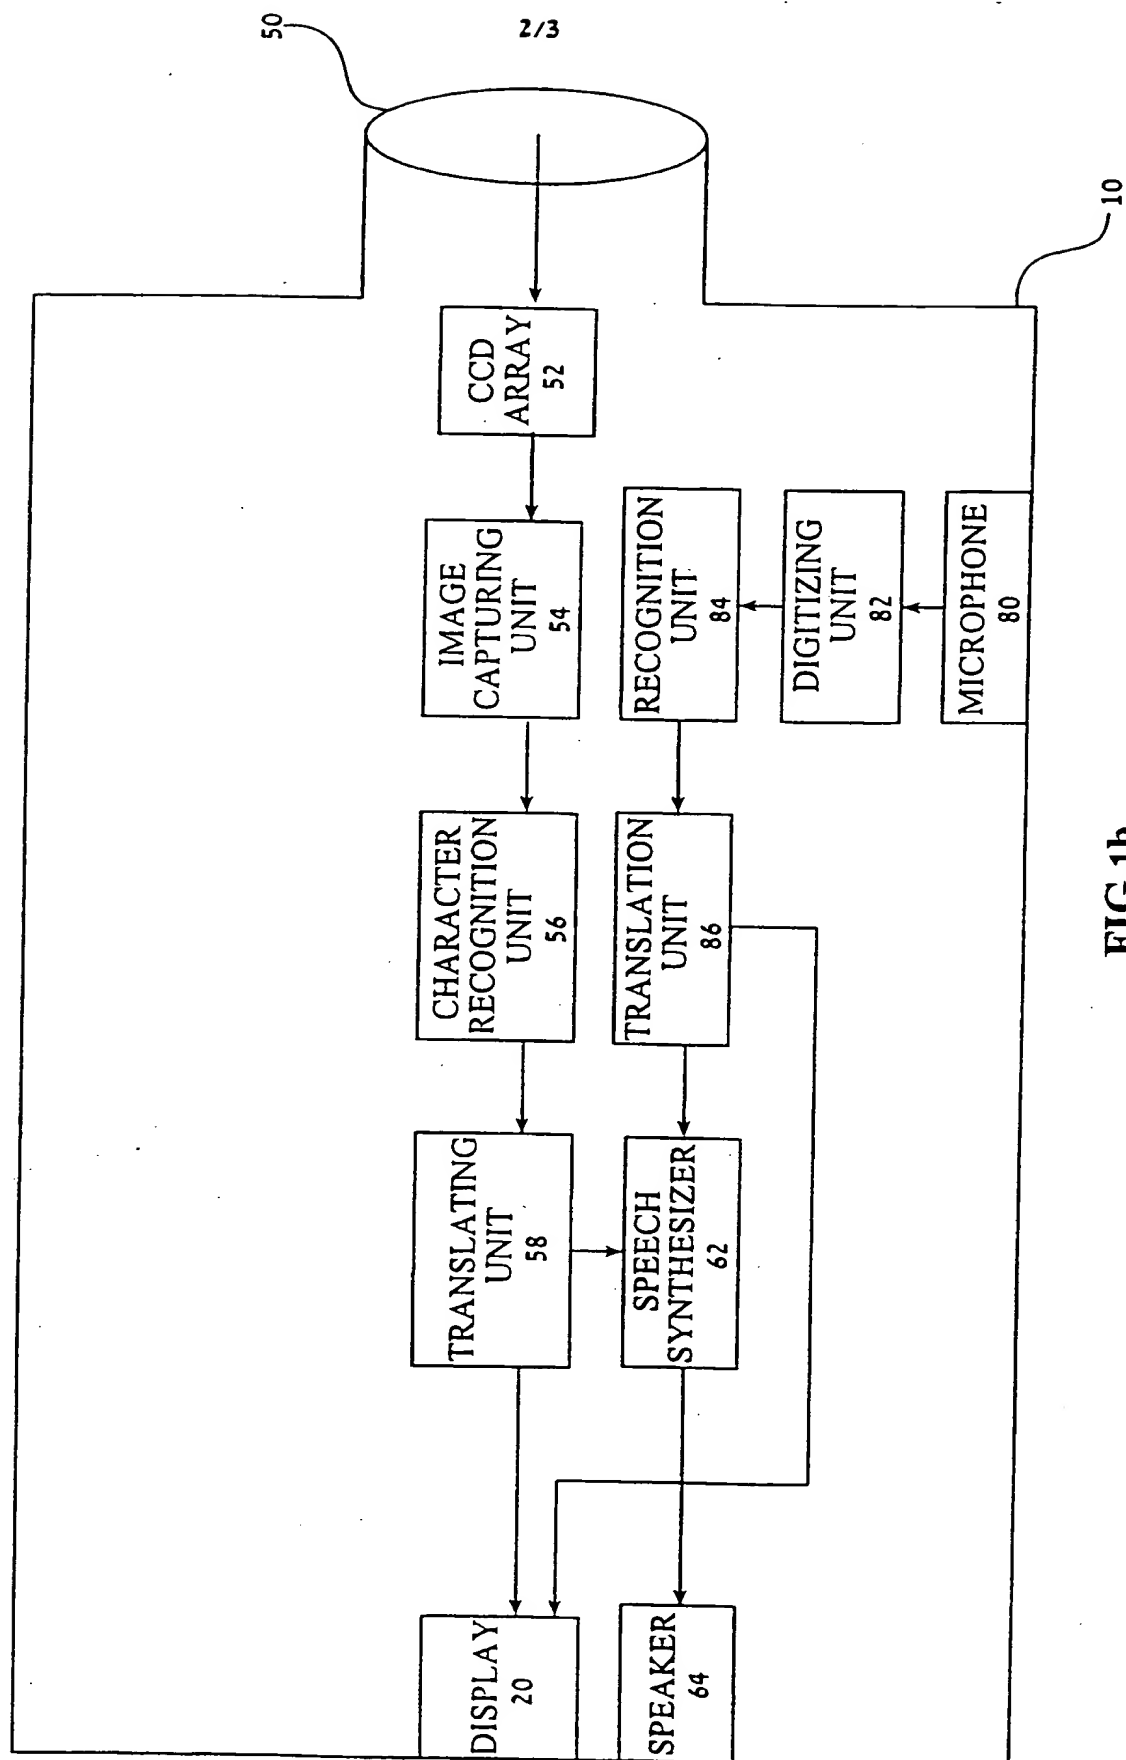 2/3
50
CCD
ARRAY
52
IMAGE
CAPTURING
UNIT
54
CHARACTER
RECOGNITION
UNIT
56
TRANSLATING
UNIT
58
DISPLAY
20
RECOGNITION
UNIT
84
DIGITIZING
UNIT
82
MICROPHONE
80
TRANSLATION
UNIT
86
SPEECH
SYNTHESIZER
62
SPEAKER
64
10
FIG 1b